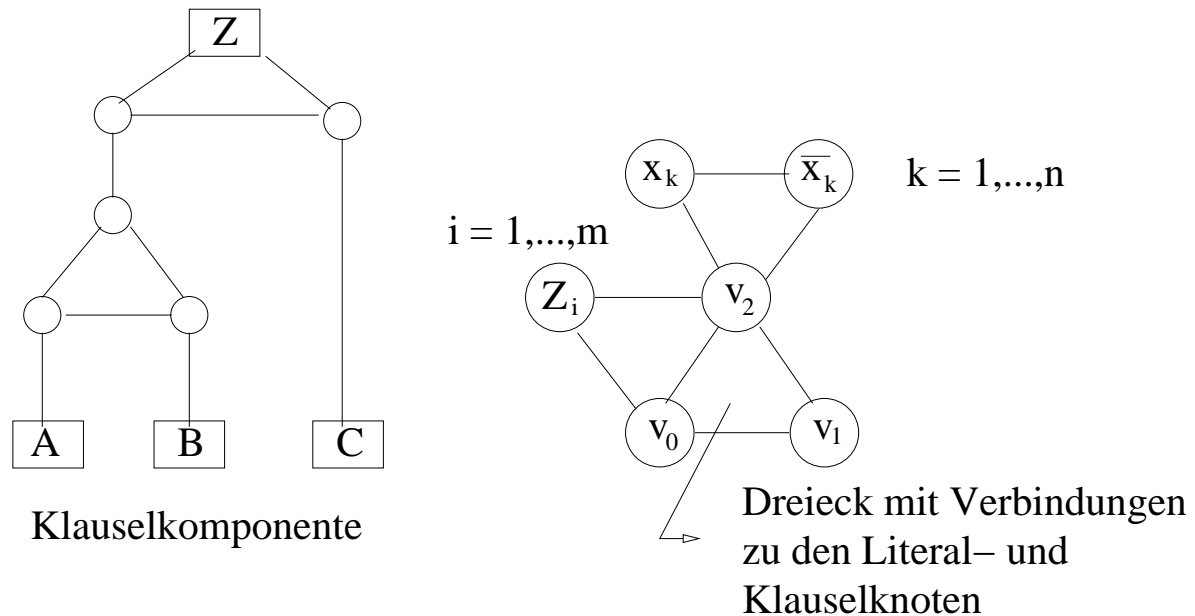 Z
A
B
C
Klauselkomponente
x_k
x̅_k
k = 1,...,n
i = 1,...,m
Z_i
v_2
v_0
v_1
Dreieck mit Verbindungen
zu den Literal− und
Klauselknoten